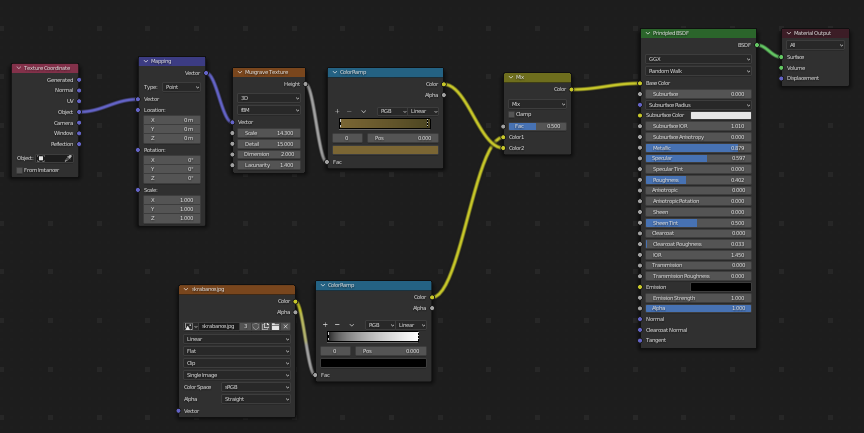 Texture Coordinate
Generated
Normal
UV
Object
Camera
Window
Reflection
Object:
From Instancer
Mapping
Vector
Type: Point
Vector
Location:
X 0 m
Y 0 m
Z 0 m
Rotation:
X 0°
Y 0°
Z 0°
Scale:
X 1.000
Y 1.000
Z 1.000
Musgrave Texture
Height
3D
fBM
Vector
Scale 14.300
Detail 15.000
Dimension 2.000
Lacunarity 1.400
ColorRamp
Color
Alpha
RGB Linear
0 Pos 0.000
Fac
Mix
Color
Mix
Clamp
Fac 0.500
Color1
Color2
Principled BSDF
BSDF
GGX
Random Walk
Base Color
Subsurface 0.000
Subsurface Radius
Subsurface Color
Subsurface IOR 1.010
Subsurface Anisotropy 0.000
Metallic 0.879
Specular 0.597
Specular Tint 0.000
Roughness 0.402
Anisotropic 0.000
Anisotropic Rotation 0.000
Sheen 0.000
Sheen Tint 0.500
Clearcoat 0.000
Clearcoat Roughness 0.033
IOR 1.450
Transmission 0.000
Transmission Roughness 0.000
Emission
Emission Strength 1.000
Alpha 1.000
Normal
Clearcoat Normal
Tangent
Material Output
All
Surface
Volume
Displacement
skrabanice.jpg
Color
Alpha
3
Linear
Flat
Clip
Single Image
Color Space sRGB
Alpha Straight
Vector
ColorRamp
Color
Alpha
RGB Linear
0 Pos 0.000
Fac